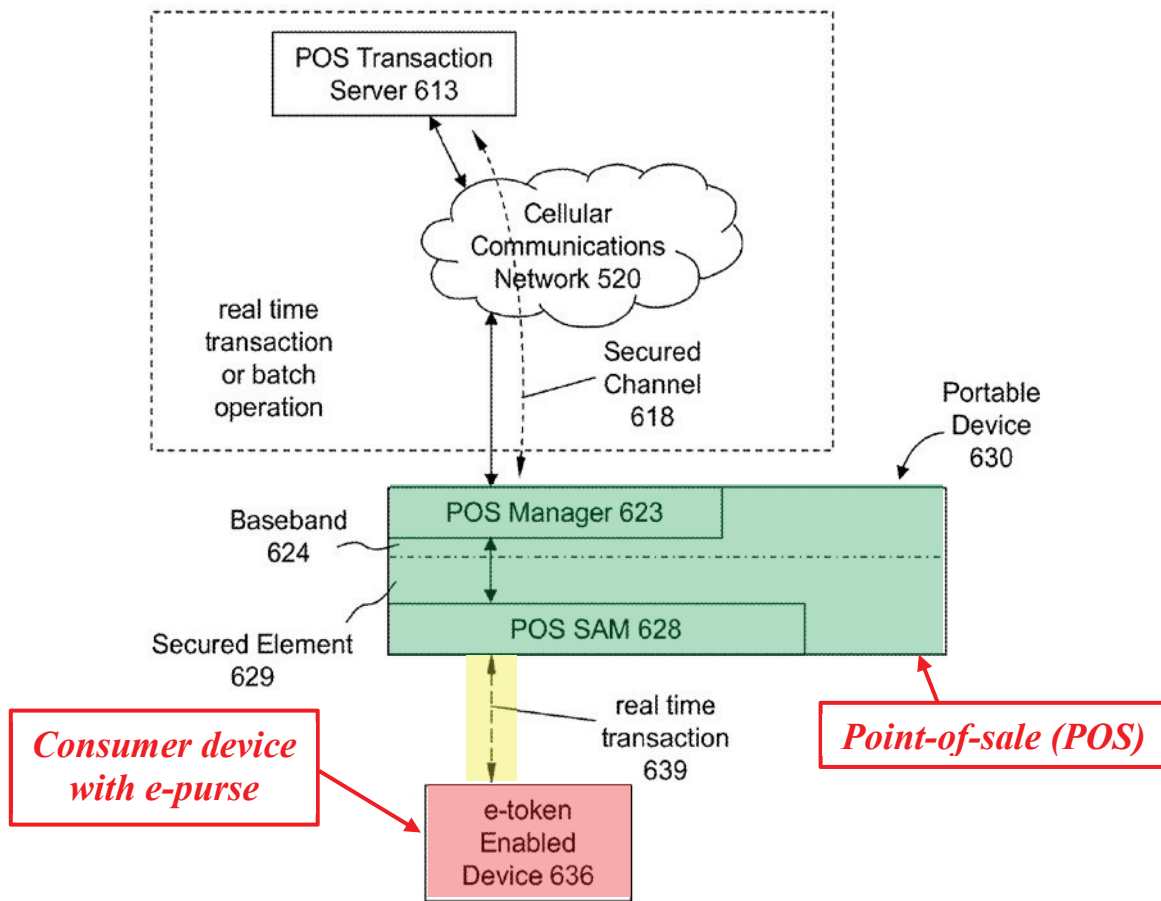 POS Transaction
Server 613
Cellular
Communications
Network 520
real time
transaction
or batch
operation
Secured
Channel
618
Portable
Device
630
POS Manager 623
Baseband
624
POS SAM 628
Secured Element
629
real time
transaction
639
Consumer device
with e-purse
Point-of-sale (POS)
e-token
Enabled
Device 636